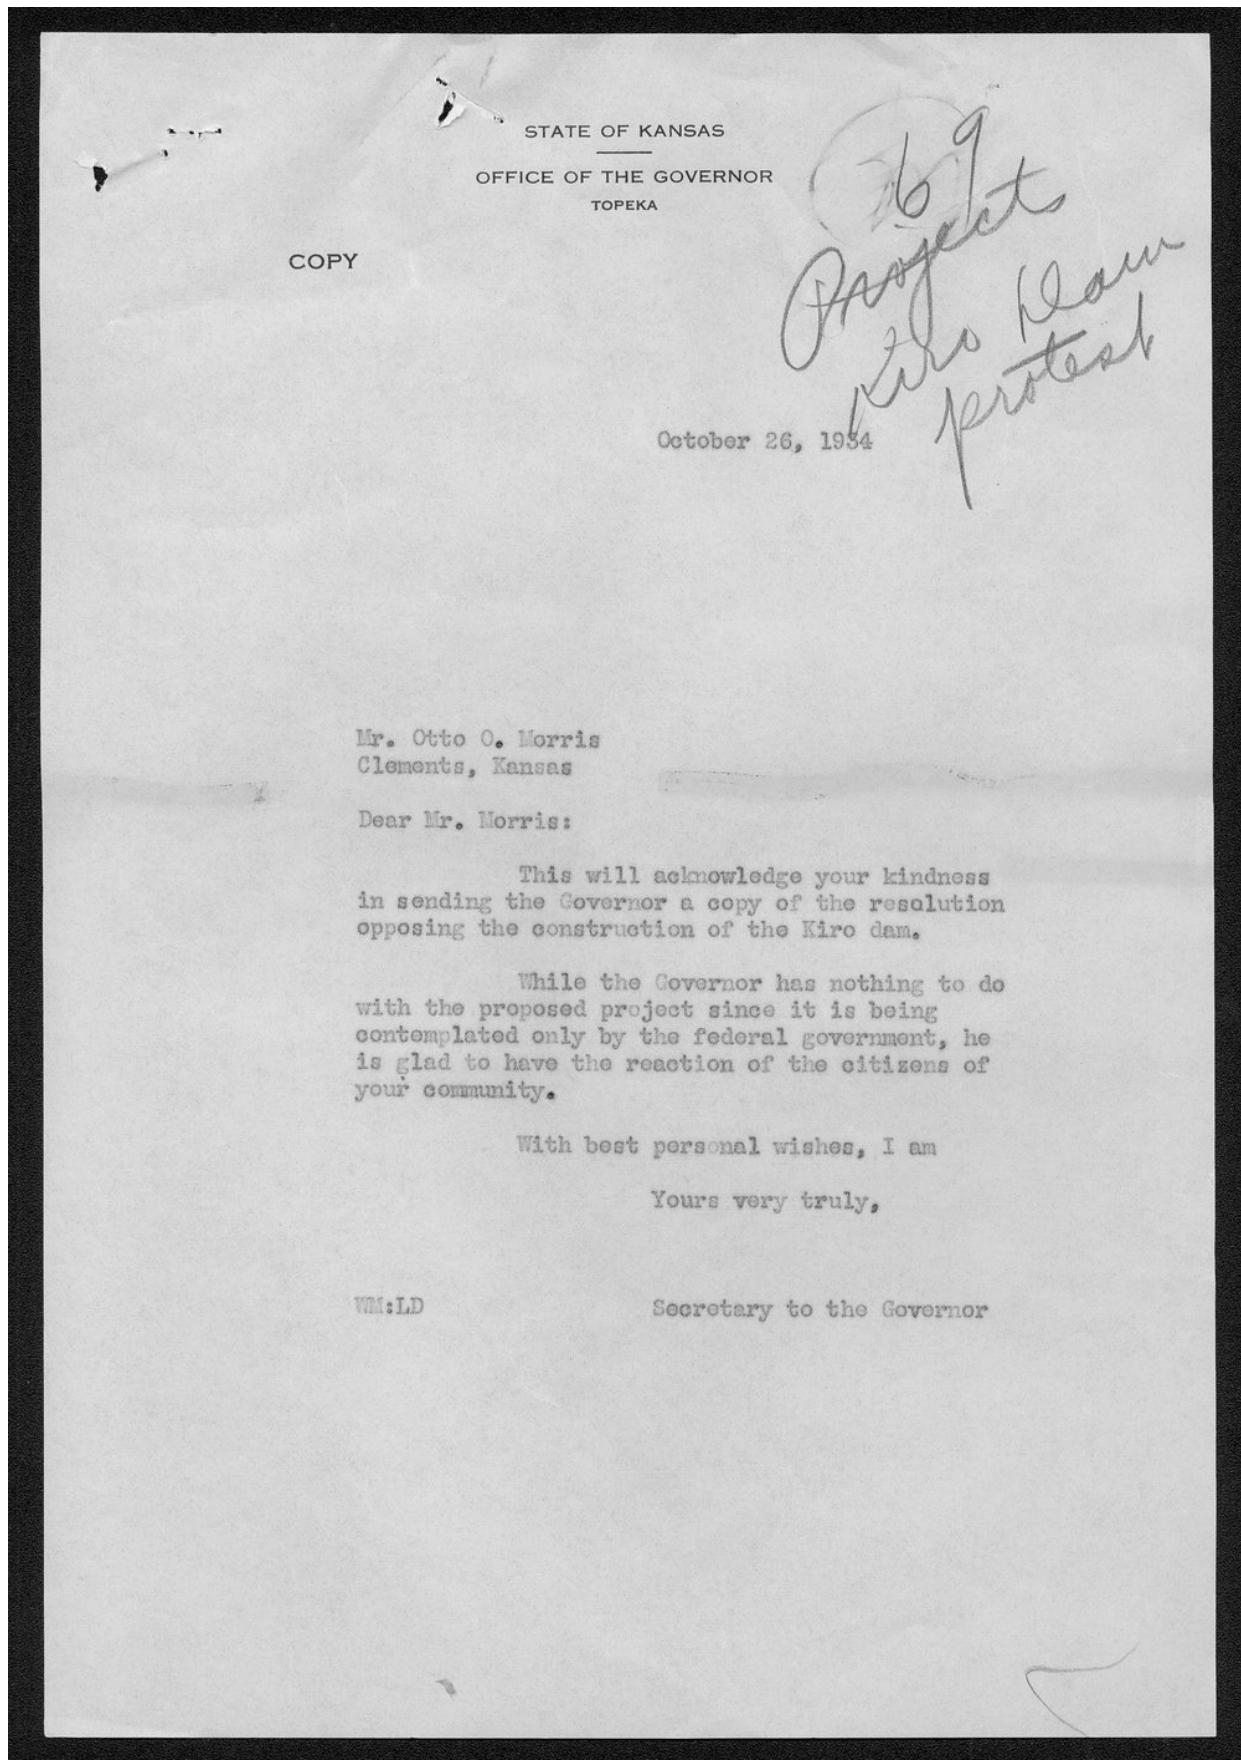 STATE OF KANSAS
OFFICE OF THE GOVERNOR
TOPEKA
COPY
69
Projects
Kiro Dam
protest
October 26, 1934
Mr. Otto O. Morris
Clements, Kansas
Dear Mr. Morris:
This will acknowledge your kindness
in sending the Governor a copy of the resolution
opposing the construction of the Kiro dam.
While the Governor has nothing to do
with the proposed project since it is being
contemplated only by the federal government, he
is glad to have the reaction of the citizens of
your community.
With best personal wishes, I am
Yours very truly,
WM:LD Secretary to the Governor